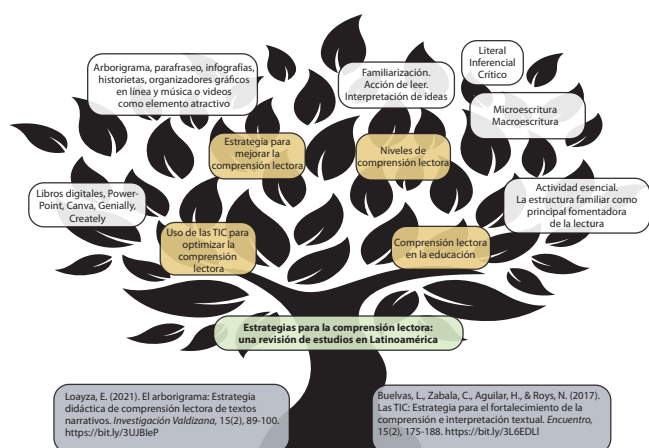 Arborigrama, parafraseo, infografías,
historietas, organizadores gráficos
en línea y música o videos
como elemento atractivo
Familiarización.
Acción de leer.
Interpretación de ideas
Literal
Inferencial
Crítico
Microescritura
Macroescritura
Estrategia para
mejorar la
comprensión lectora
Niveles de
comprensión lectora
Libros digitales, Power-
Point, Canva, Genially,
Creately
Actividad esencial.
La estructura familiar como
principal fomentadora
de la lectura
Uso de las TIC para
optimizar la
comprensión
lectora
Comprensión lectora
en la educación
Estrategias para la comprensión lectora:
una revisión de estudios en Latinoamérica
Loayza, E. (2021). El arborigrama: Estrategia
didáctica de comprensión lectora de textos
narrativos. Investigación Valdizana, 15(2), 89-100.
https://bit.ly/3UJBIeP
Buelvas, L., Zabala, C., Aguilar, H., & Roys, N. (2017).
Las TIC: Estrategia para el fortalecimiento de la
comprensión e interpretación textual. Encuentro,
15(2), 175-188. https://bit.ly/3L6EDLl